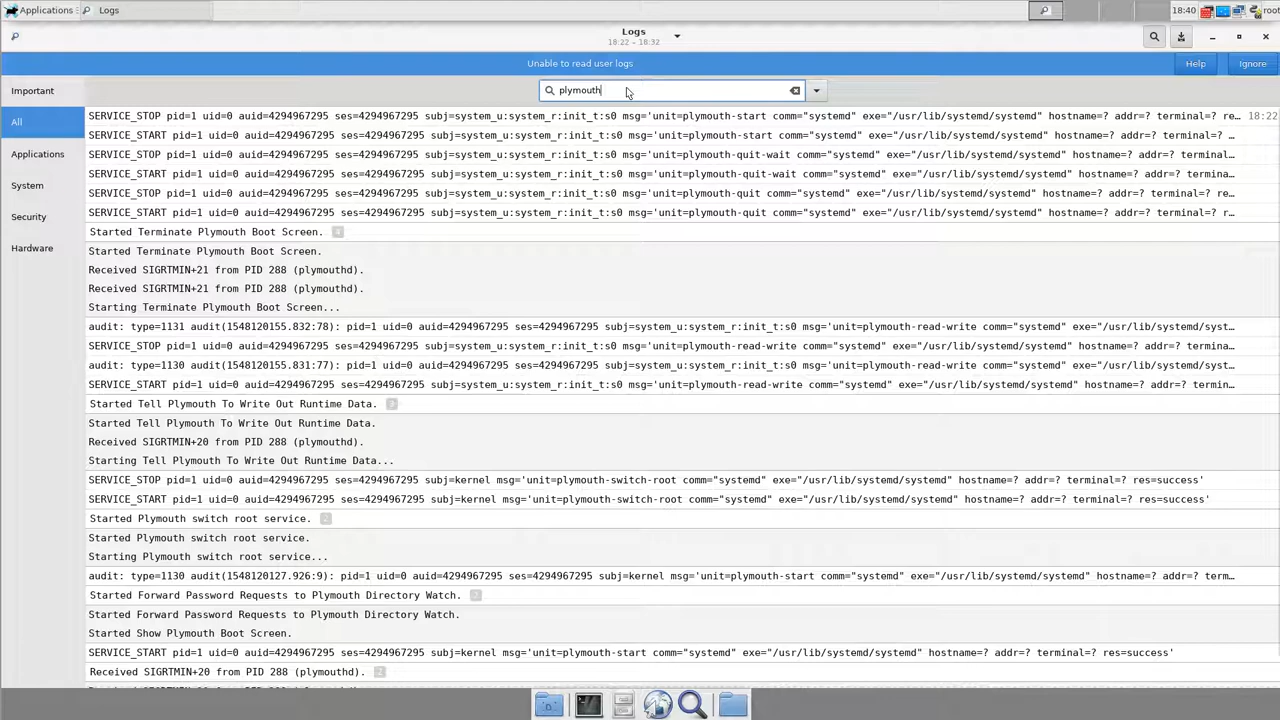 Applications Logs 18:40 root
Logs
18:22 – 18:32
Unable to read user logs Help Ignore
Important
plymouth
All
Applications
System
Security
Hardware
SERVICE_STOP pid=1 uid=0 auid=4294967295 ses=4294967295 subj=system_u:system_r:init_t:s0 msg='unit=plymouth-start comm="systemd" exe="/usr/lib/systemd/systemd" hostname=? addr=? terminal=? re… 18:22
SERVICE_START pid=1 uid=0 auid=4294967295 ses=4294967295 subj=system_u:system_r:init_t:s0 msg='unit=plymouth-start comm="systemd" exe="/usr/lib/systemd/systemd" hostname=? addr=? terminal=? …
SERVICE_STOP pid=1 uid=0 auid=4294967295 ses=4294967295 subj=system_u:system_r:init_t:s0 msg='unit=plymouth-quit-wait comm="systemd" exe="/usr/lib/systemd/systemd" hostname=? addr=? terminal…
SERVICE_START pid=1 uid=0 auid=4294967295 ses=4294967295 subj=system_u:system_r:init_t:s0 msg='unit=plymouth-quit-wait comm="systemd" exe="/usr/lib/systemd/systemd" hostname=? addr=? termina…
SERVICE_STOP pid=1 uid=0 auid=4294967295 ses=4294967295 subj=system_u:system_r:init_t:s0 msg='unit=plymouth-quit comm="systemd" exe="/usr/lib/systemd/systemd" hostname=? addr=? terminal=? re…
SERVICE_START pid=1 uid=0 auid=4294967295 ses=4294967295 subj=system_u:system_r:init_t:s0 msg='unit=plymouth-quit comm="systemd" exe="/usr/lib/systemd/systemd" hostname=? addr=? terminal=? r…
Started Terminate Plymouth Boot Screen. 4
Started Terminate Plymouth Boot Screen.
Received SIGRTMIN+21 from PID 288 (plymouthd).
Received SIGRTMIN+21 from PID 288 (plymouthd).
Starting Terminate Plymouth Boot Screen...
audit: type=1131 audit(1548120155.832:78): pid=1 uid=0 auid=4294967295 ses=4294967295 subj=system_u:system_r:init_t:s0 msg='unit=plymouth-read-write comm="systemd" exe="/usr/lib/systemd/syst…
SERVICE_STOP pid=1 uid=0 auid=4294967295 ses=4294967295 subj=system_u:system_r:init_t:s0 msg='unit=plymouth-read-write comm="systemd" exe="/usr/lib/systemd/systemd" hostname=? addr=? termina…
audit: type=1130 audit(1548120155.831:77): pid=1 uid=0 auid=4294967295 ses=4294967295 subj=system_u:system_r:init_t:s0 msg='unit=plymouth-read-write comm="systemd" exe="/usr/lib/systemd/syst…
SERVICE_START pid=1 uid=0 auid=4294967295 ses=4294967295 subj=system_u:system_r:init_t:s0 msg='unit=plymouth-read-write comm="systemd" exe="/usr/lib/systemd/systemd" hostname=? addr=? termin…
Started Tell Plymouth To Write Out Runtime Data. 3
Started Tell Plymouth To Write Out Runtime Data.
Received SIGRTMIN+20 from PID 288 (plymouthd).
Starting Tell Plymouth To Write Out Runtime Data...
SERVICE_STOP pid=1 uid=0 auid=4294967295 ses=4294967295 subj=kernel msg='unit=plymouth-switch-root comm="systemd" exe="/usr/lib/systemd/systemd" hostname=? addr=? terminal=? res=success'
SERVICE_START pid=1 uid=0 auid=4294967295 ses=4294967295 subj=kernel msg='unit=plymouth-switch-root comm="systemd" exe="/usr/lib/systemd/systemd" hostname=? addr=? terminal=? res=success'
Started Plymouth switch root service. 2
Started Plymouth switch root service.
Starting Plymouth switch root service...
audit: type=1130 audit(1548120127.926:9): pid=1 uid=0 auid=4294967295 ses=4294967295 subj=kernel msg='unit=plymouth-start comm="systemd" exe="/usr/lib/systemd/systemd" hostname=? addr=? term…
Started Forward Password Requests to Plymouth Directory Watch. 2
Started Forward Password Requests to Plymouth Directory Watch.
Started Show Plymouth Boot Screen.
SERVICE_START pid=1 uid=0 auid=4294967295 ses=4294967295 subj=kernel msg='unit=plymouth-start comm="systemd" exe="/usr/lib/systemd/systemd" hostname=? addr=? terminal=? res=success'
Received SIGRTMIN+20 from PID 288 (plymouthd). 2